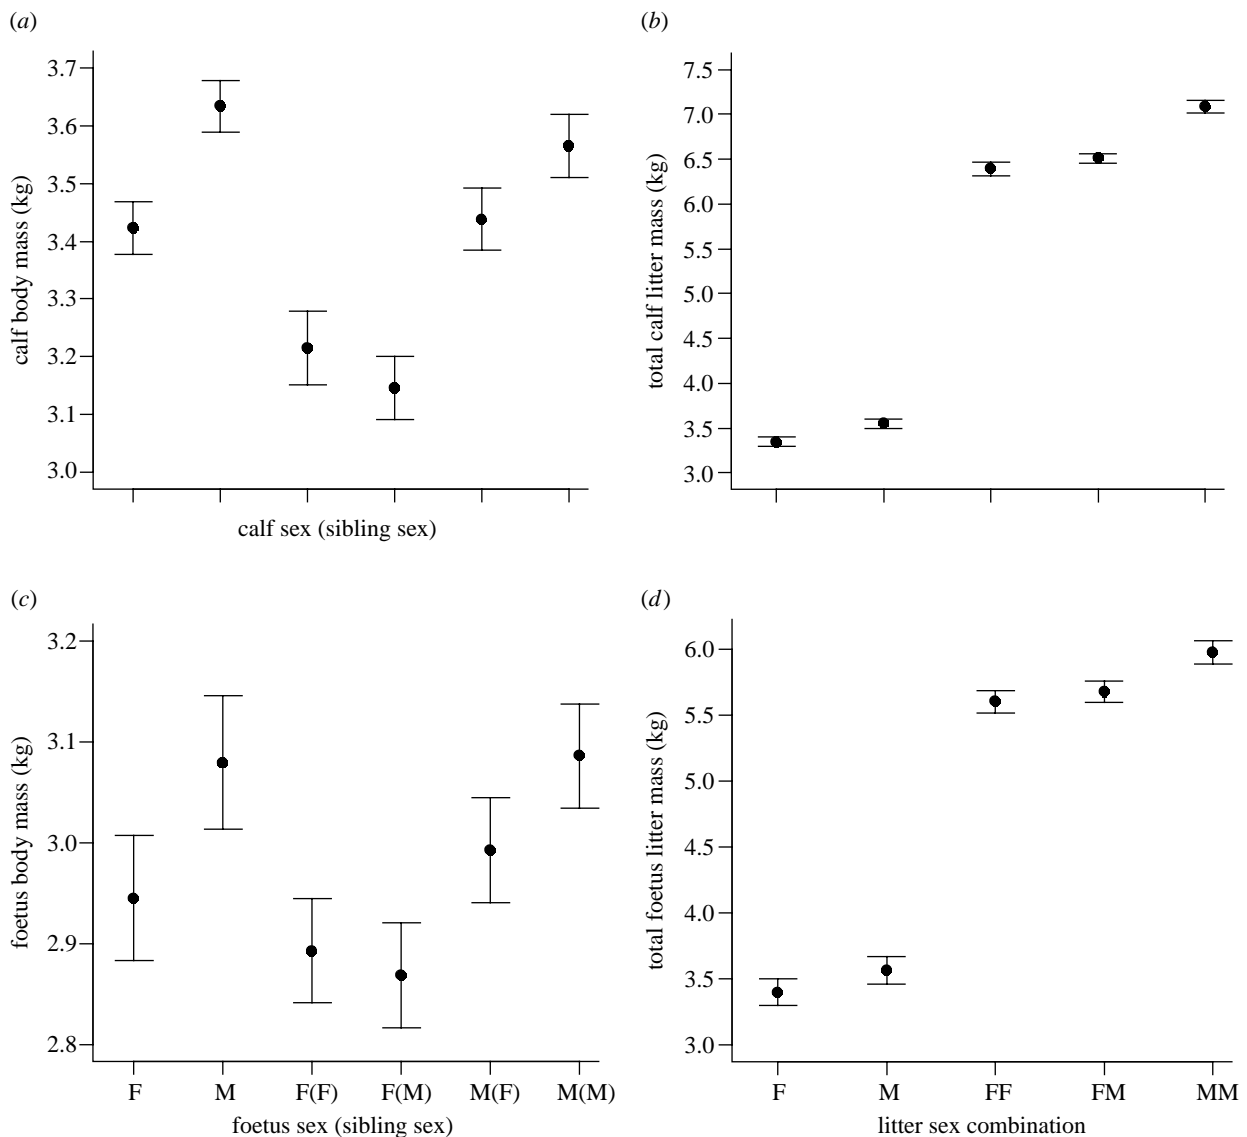 (a)
calf body mass (kg)
3.7
3.6
3.5
3.4
3.3
3.2
3.1
3.0
calf sex (sibling sex)
(b)
total calf litter mass (kg)
7.5
7.0
6.5
6.0
5.5
5.0
4.5
4.0
3.5
3.0
(c)
foetus body mass (kg)
3.2
3.1
3.0
2.9
2.8
F M F(F) F(M) M(F) M(M)
foetus sex (sibling sex)
(d)
total foetus litter mass (kg)
6.0
5.5
5.0
4.5
4.0
3.5
3.0
F M FF FM MM
litter sex combination